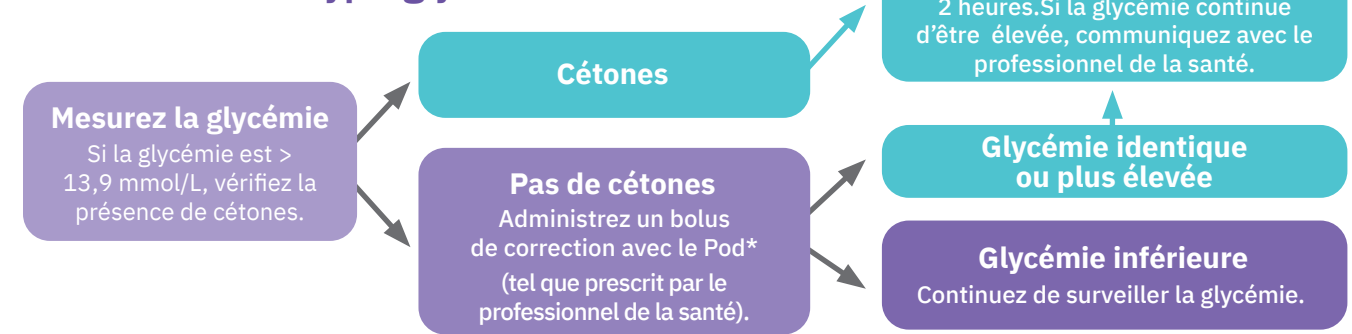 2 heures.Si la glycémie continue
d’être élevée, communiquez avec le
professionnel de la santé.
Cétones
Mesurez la glycémie
Si la glycémie est >
13,9 mmol/L, vérifiez la
présence de cétones.
Pas de cétones
Administrez un bolus
de correction avec le Pod*
(tel que prescrit par le
professionnel de la santé).
Glycémie identique
ou plus élevée
Glycémie inférieure
Continuez de surveiller la glycémie.